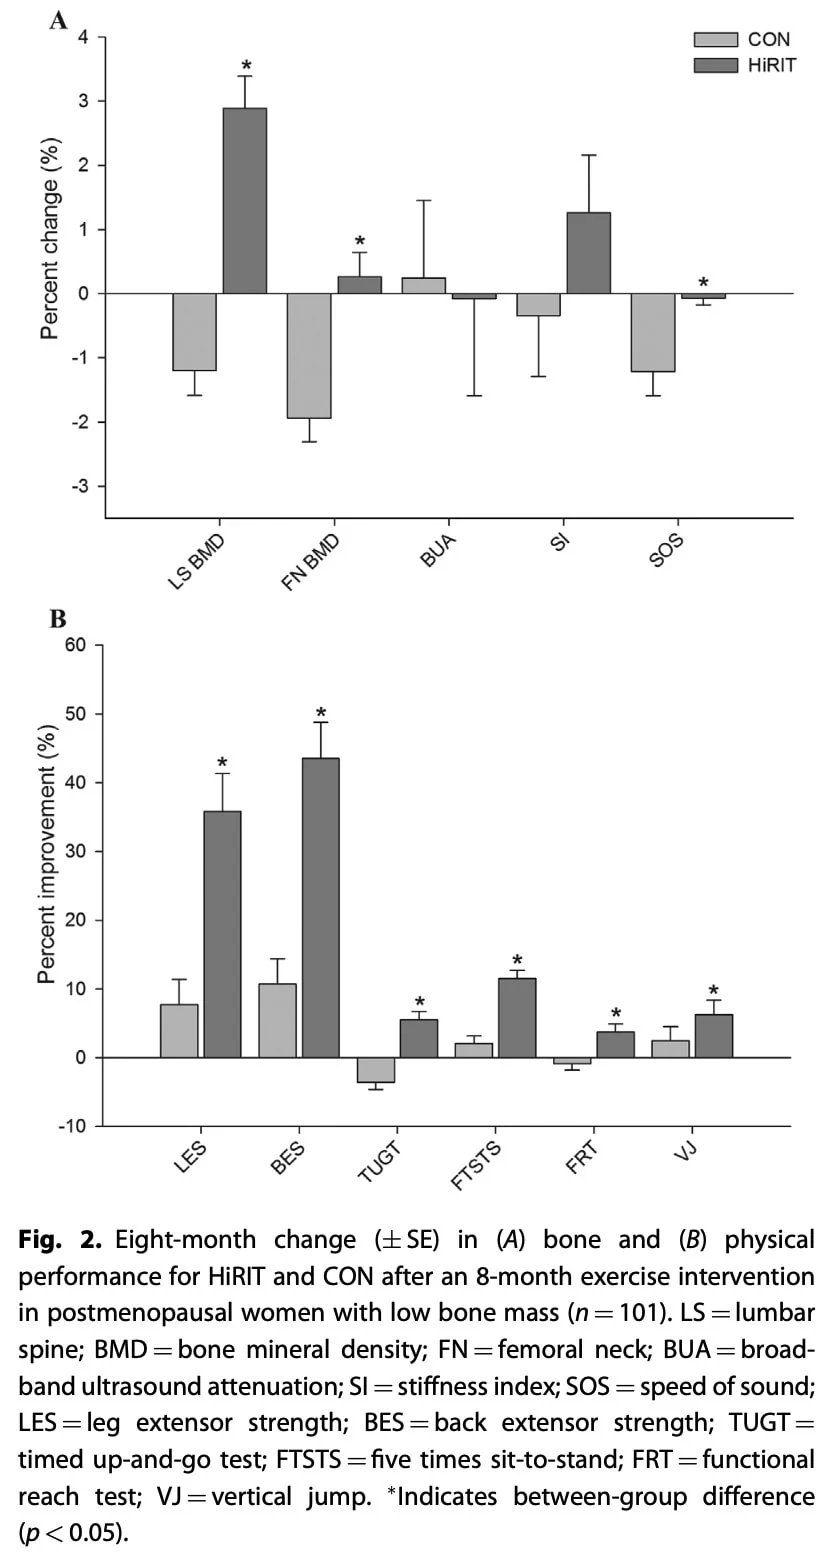 A
CON
HiRIT
Percent change (%)
4
3
2
1
0
-1
-2
-3
*
*
*
LS BMD
FN BMD
BUA
SI
SOS
B
Percent improvement (%)
60
50
40
30
20
10
0
-10
*
*
*
*
*
*
LES
BES
TUGT
FTSTS
FRT
VJ
Fig. 2. Eight-month change (± SE) in (A) bone and (B) physical
performance for HiRIT and CON after an 8-month exercise intervention
in postmenopausal women with low bone mass (n = 101). LS = lumbar
spine; BMD = bone mineral density; FN = femoral neck; BUA = broad-
band ultrasound attenuation; SI = stiffness index; SOS = speed of sound;
LES = leg extensor strength; BES = back extensor strength; TUGT =
timed up-and-go test; FTSTS = five times sit-to-stand; FRT = functional
reach test; VJ = vertical jump. *Indicates between-group difference
(p < 0.05).